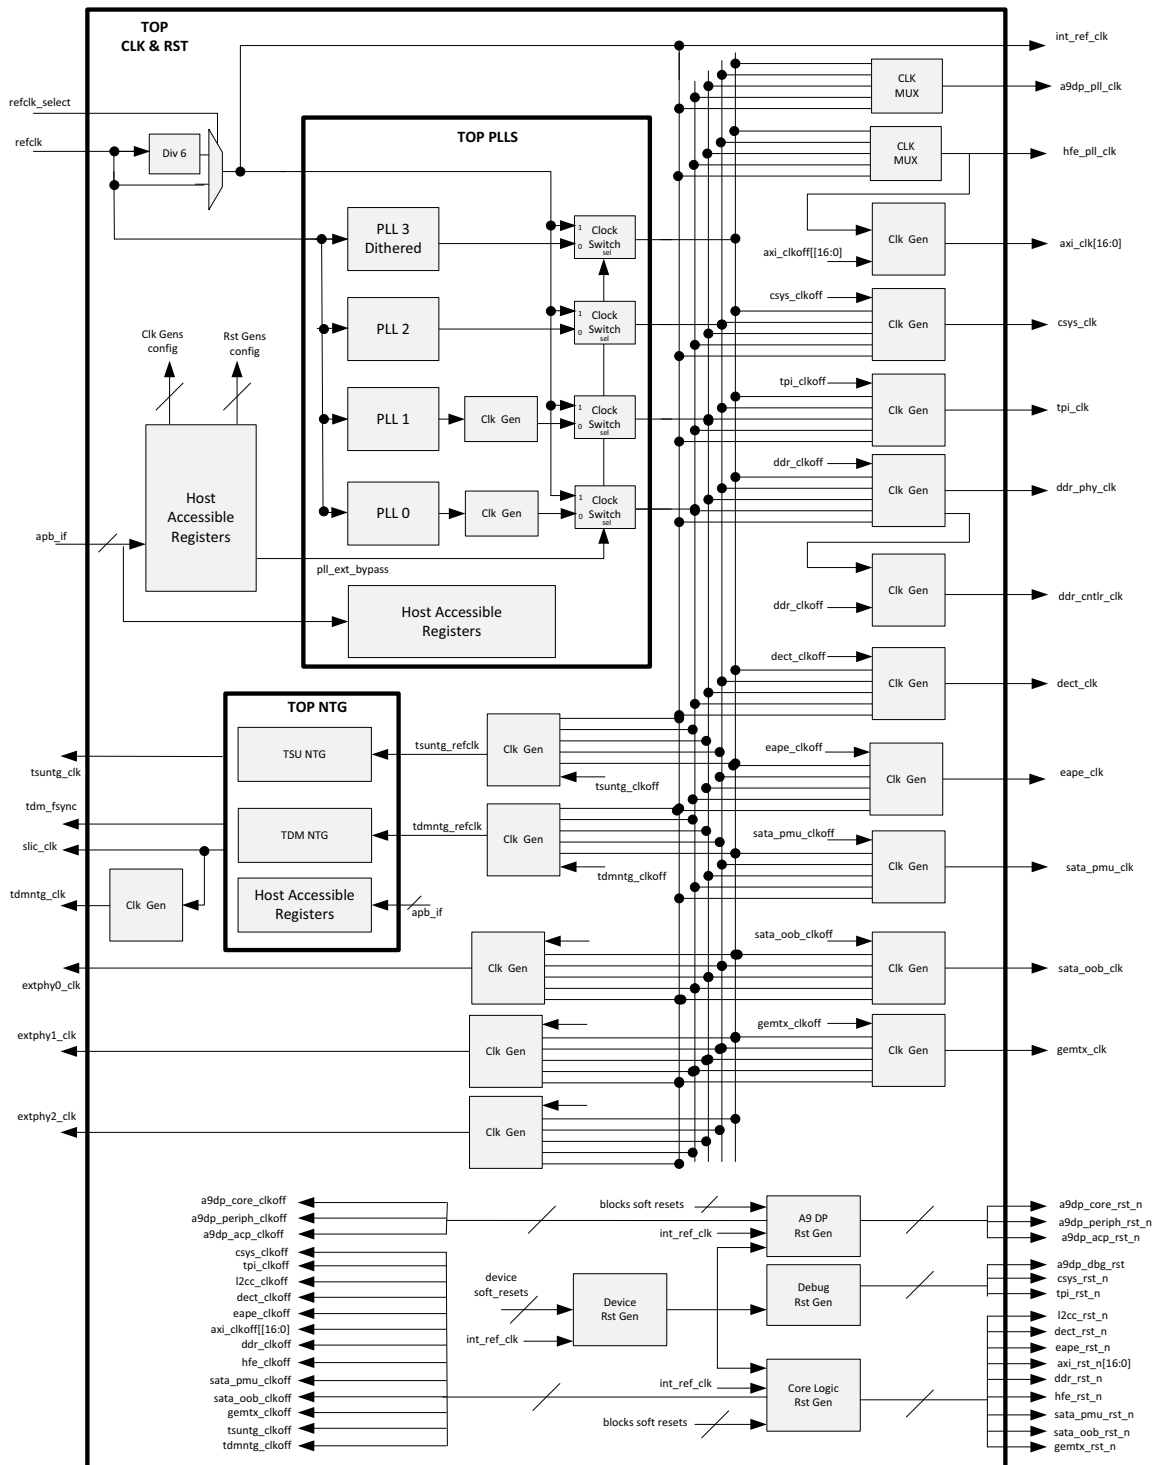 TOP
CLK & RST
int_ref_clk
CLK
MUX
a9dp_pll_clk
refclk_select
refclk
Div 6
TOP PLLS
CLK
MUX
hfe_pll_clk
PLL 3
Dithered
1
0
Clock
Switch
sel
Clk Gen
axi_clkoff[[16:0]
axi_clk[16:0]
PLL 2
1
0
Clock
Switch
sel
csys_clkoff
Clk Gen
csys_clk
Clk Gens
config
Rst Gens
config
PLL 1
Clk Gen
1
0
Clock
Switch
sel
tpi_clkoff
Clk Gen
tpi_clk
Host
Accessible
Registers
PLL 0
Clk Gen
1
0
Clock
Switch
sel
ddr_clkoff
Clk Gen
ddr_phy_clk
apb_if
pll_ext_bypass
Host Accessible
Registers
Clk Gen
ddr_clkoff
ddr_cntlr_clk
dect_clkoff
Clk Gen
dect_clk
TOP NTG
TSU NTG
tsuntg_refclk
Clk Gen
tsuntg_clkoff
tsuntg_clk
eape_clkoff
Clk Gen
eape_clk
tdm_fsync
TDM NTG
tdmntg_refclk
Clk Gen
tdmntg_clkoff
slic_clk
sata_pmu_clkoff
Clk Gen
sata_pmu_clk
tdmntg_clk
Clk Gen
Host Accessible
Registers
apb_if
extphy0_clk
Clk Gen
sata_oob_clkoff
Clk Gen
sata_oob_clk
extphy1_clk
Clk Gen
gemtx_clkoff
Clk Gen
gemtx_clk
extphy2_clk
Clk Gen
a9dp_core_clkoff
a9dp_periph_clkoff
a9dp_acp_clkoff
csys_clkoff
tpi_clkoff
l2cc_clkoff
dect_clkoff
eape_clkoff
axi_clkoff[[16:0]
ddr_clkoff
hfe_clkoff
sata_pmu_clkoff
sata_oob_clkoff
gemtx_clkoff
tsuntg_clkoff
tdmntg_clkoff
device
soft_resets
int_ref_clk
Device
Rst Gen
blocks soft resets
int_ref_clk
A9 DP
Rst Gen
Debug
Rst Gen
int_ref_clk
blocks soft resets
Core Logic
Rst Gen
a9dp_core_rst_n
a9dp_periph_rst_n
a9dp_acp_rst_n
a9dp_dbg_rst
csys_rst_n
tpi_rst_n
l2cc_rst_n
dect_rst_n
eape_rst_n
axi_rst_n[16:0]
ddr_rst_n
hfe_rst_n
sata_pmu_rst_n
sata_oob_rst_n
gemtx_rst_n